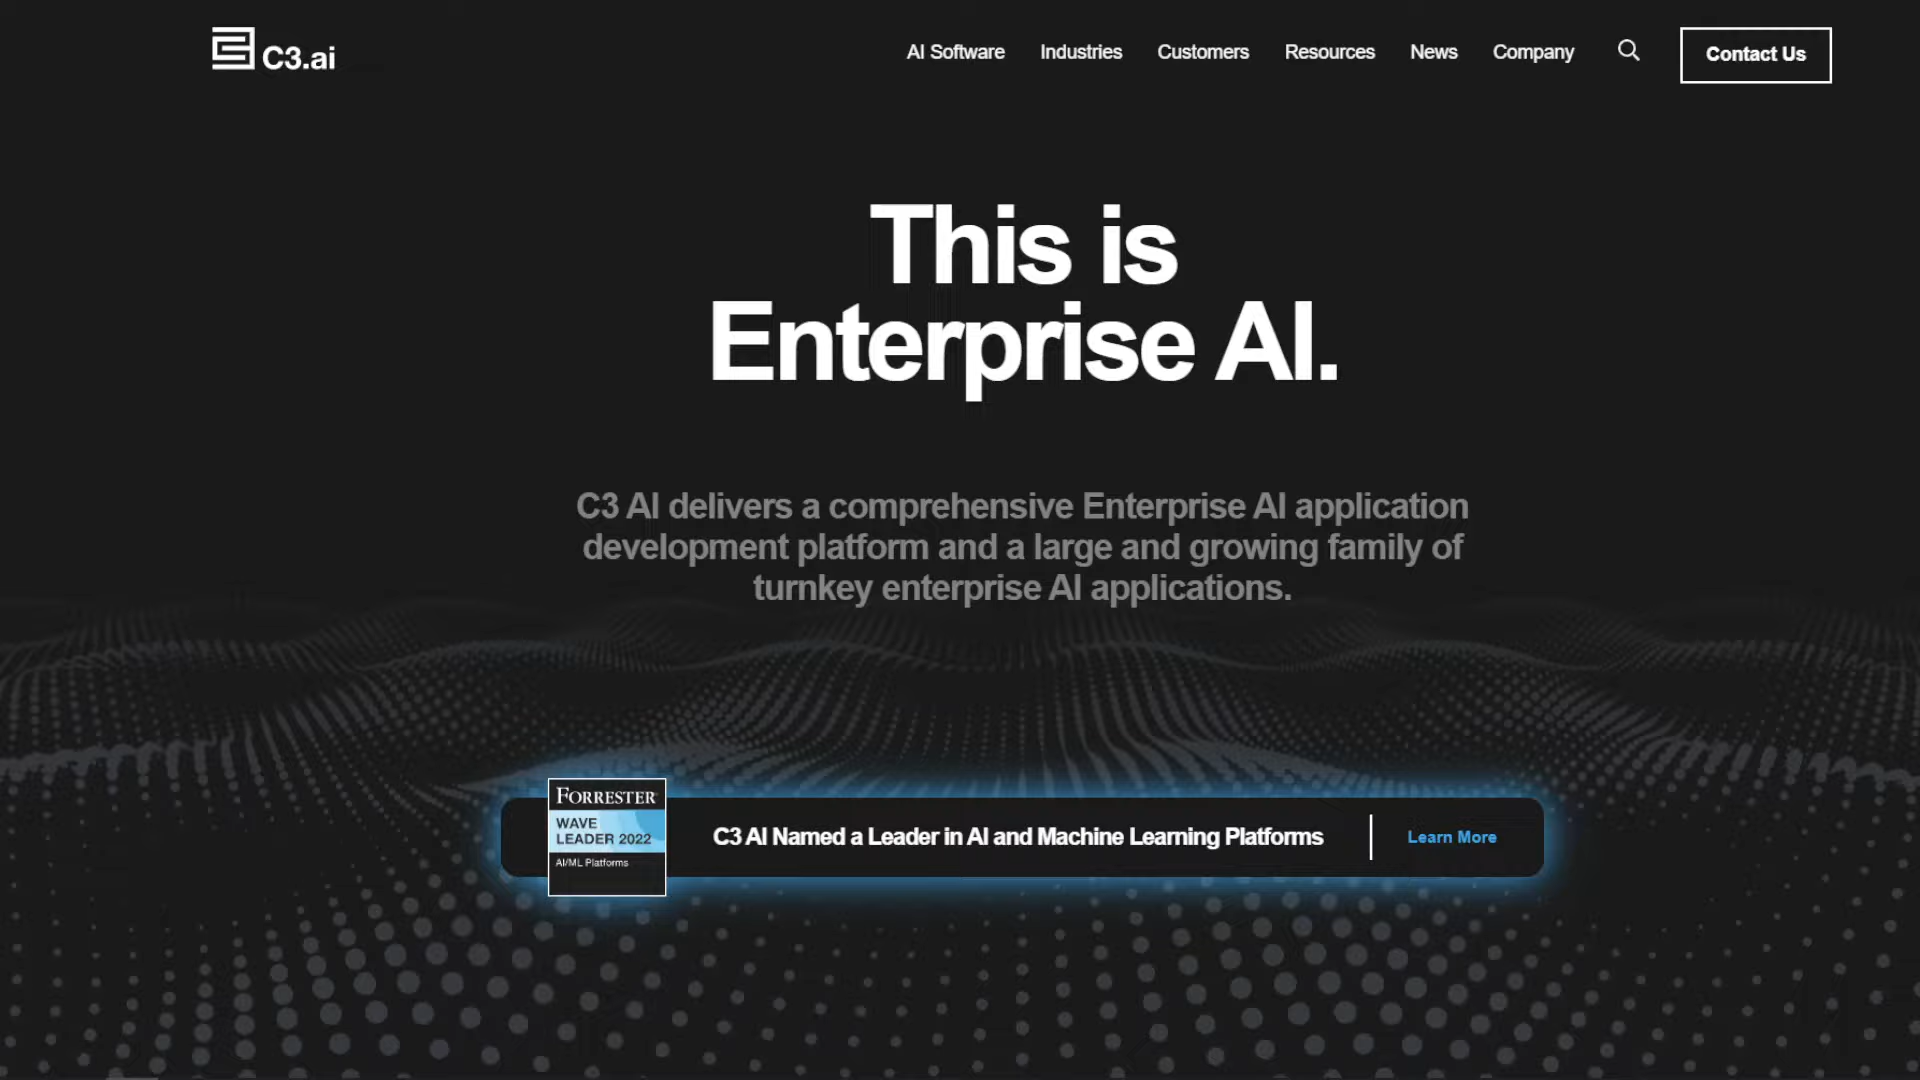 C3.ai
AI Software
Industries
Customers
Resources
News
Company
Contact Us
This is
Enterprise AI.
C3 AI delivers a comprehensive Enterprise AI application
development platform and a large and growing family of
turnkey enterprise AI applications.
FORRESTER
WAVE
LEADER 2022
AI/ML Platforms
C3 AI Named a Leader in AI and Machine Learning Platforms
Learn More